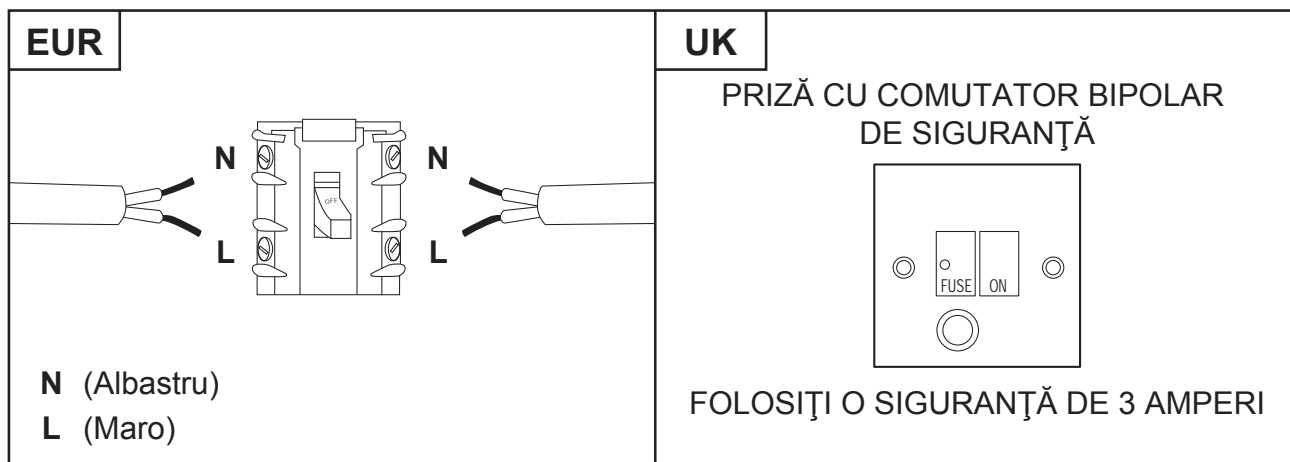 EUR
N
N
OFF
L
L
N (Albastru)
L (Maro)
UK
PRIZĂ CU COMUTATOR BIPOLAR
DE SIGURANŢĂ
FUSE ON
FOLOSIŢI O SIGURANŢĂ DE 3 AMPERI